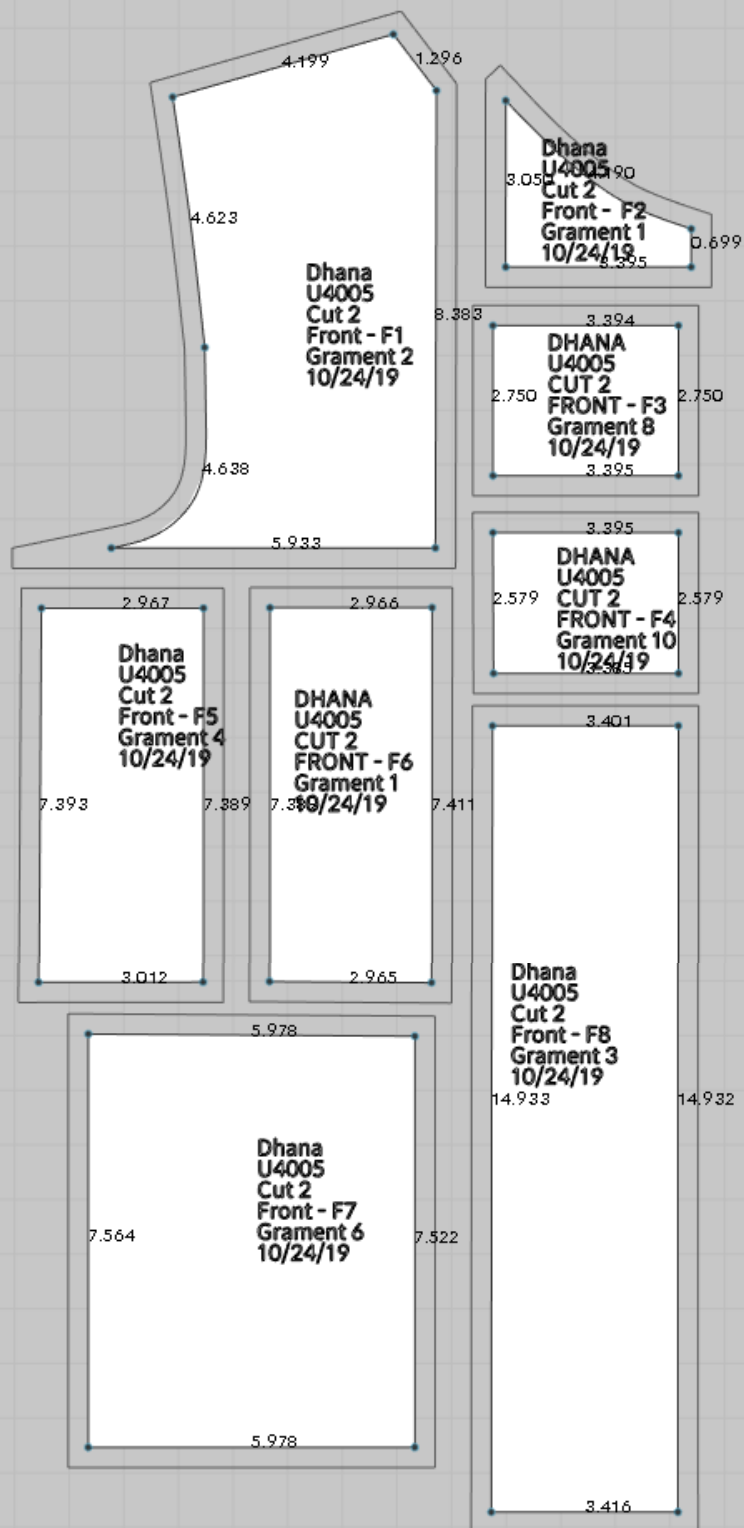 4.199
1.296
4.623
8.383
4.638
5.933
Dhana
U4005
Cut 2
Front - F1
Grament 2
10/24/19
3.050
0.699
3.395
Dhana
U4005
Cut 2
Front - F2
Grament 1
10/24/19
3.394
2.750
2.750
3.395
DHANA
U4005
CUT 2
FRONT - F3
Grament 8
10/24/19
3.395
2.579
2.579
DHANA
U4005
CUT 2
FRONT - F4
Grament 10
10/24/19
2.967
7.393
7.389
3.012
Dhana
U4005
Cut 2
Front - F5
Grament 4
10/24/19
2.966
7.411
2.965
DHANA
U4005
CUT 2
FRONT - F6
Grament 1
10/24/19
3.401
14.933
14.932
3.416
Dhana
U4005
Cut 2
Front - F8
Grament 3
10/24/19
5.978
7.564
7.522
5.978
Dhana
U4005
Cut 2
Front - F7
Grament 6
10/24/19